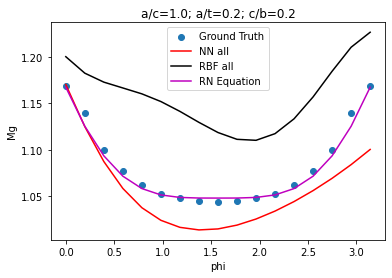 a/c=1.0; a/t=0.2; c/b=0.2
Ground Truth
NN all
RBF all
RN Equation
Mg
1.20
1.15
1.10
1.05
0.0 0.5 1.0 1.5 2.0 2.5 3.0
phi